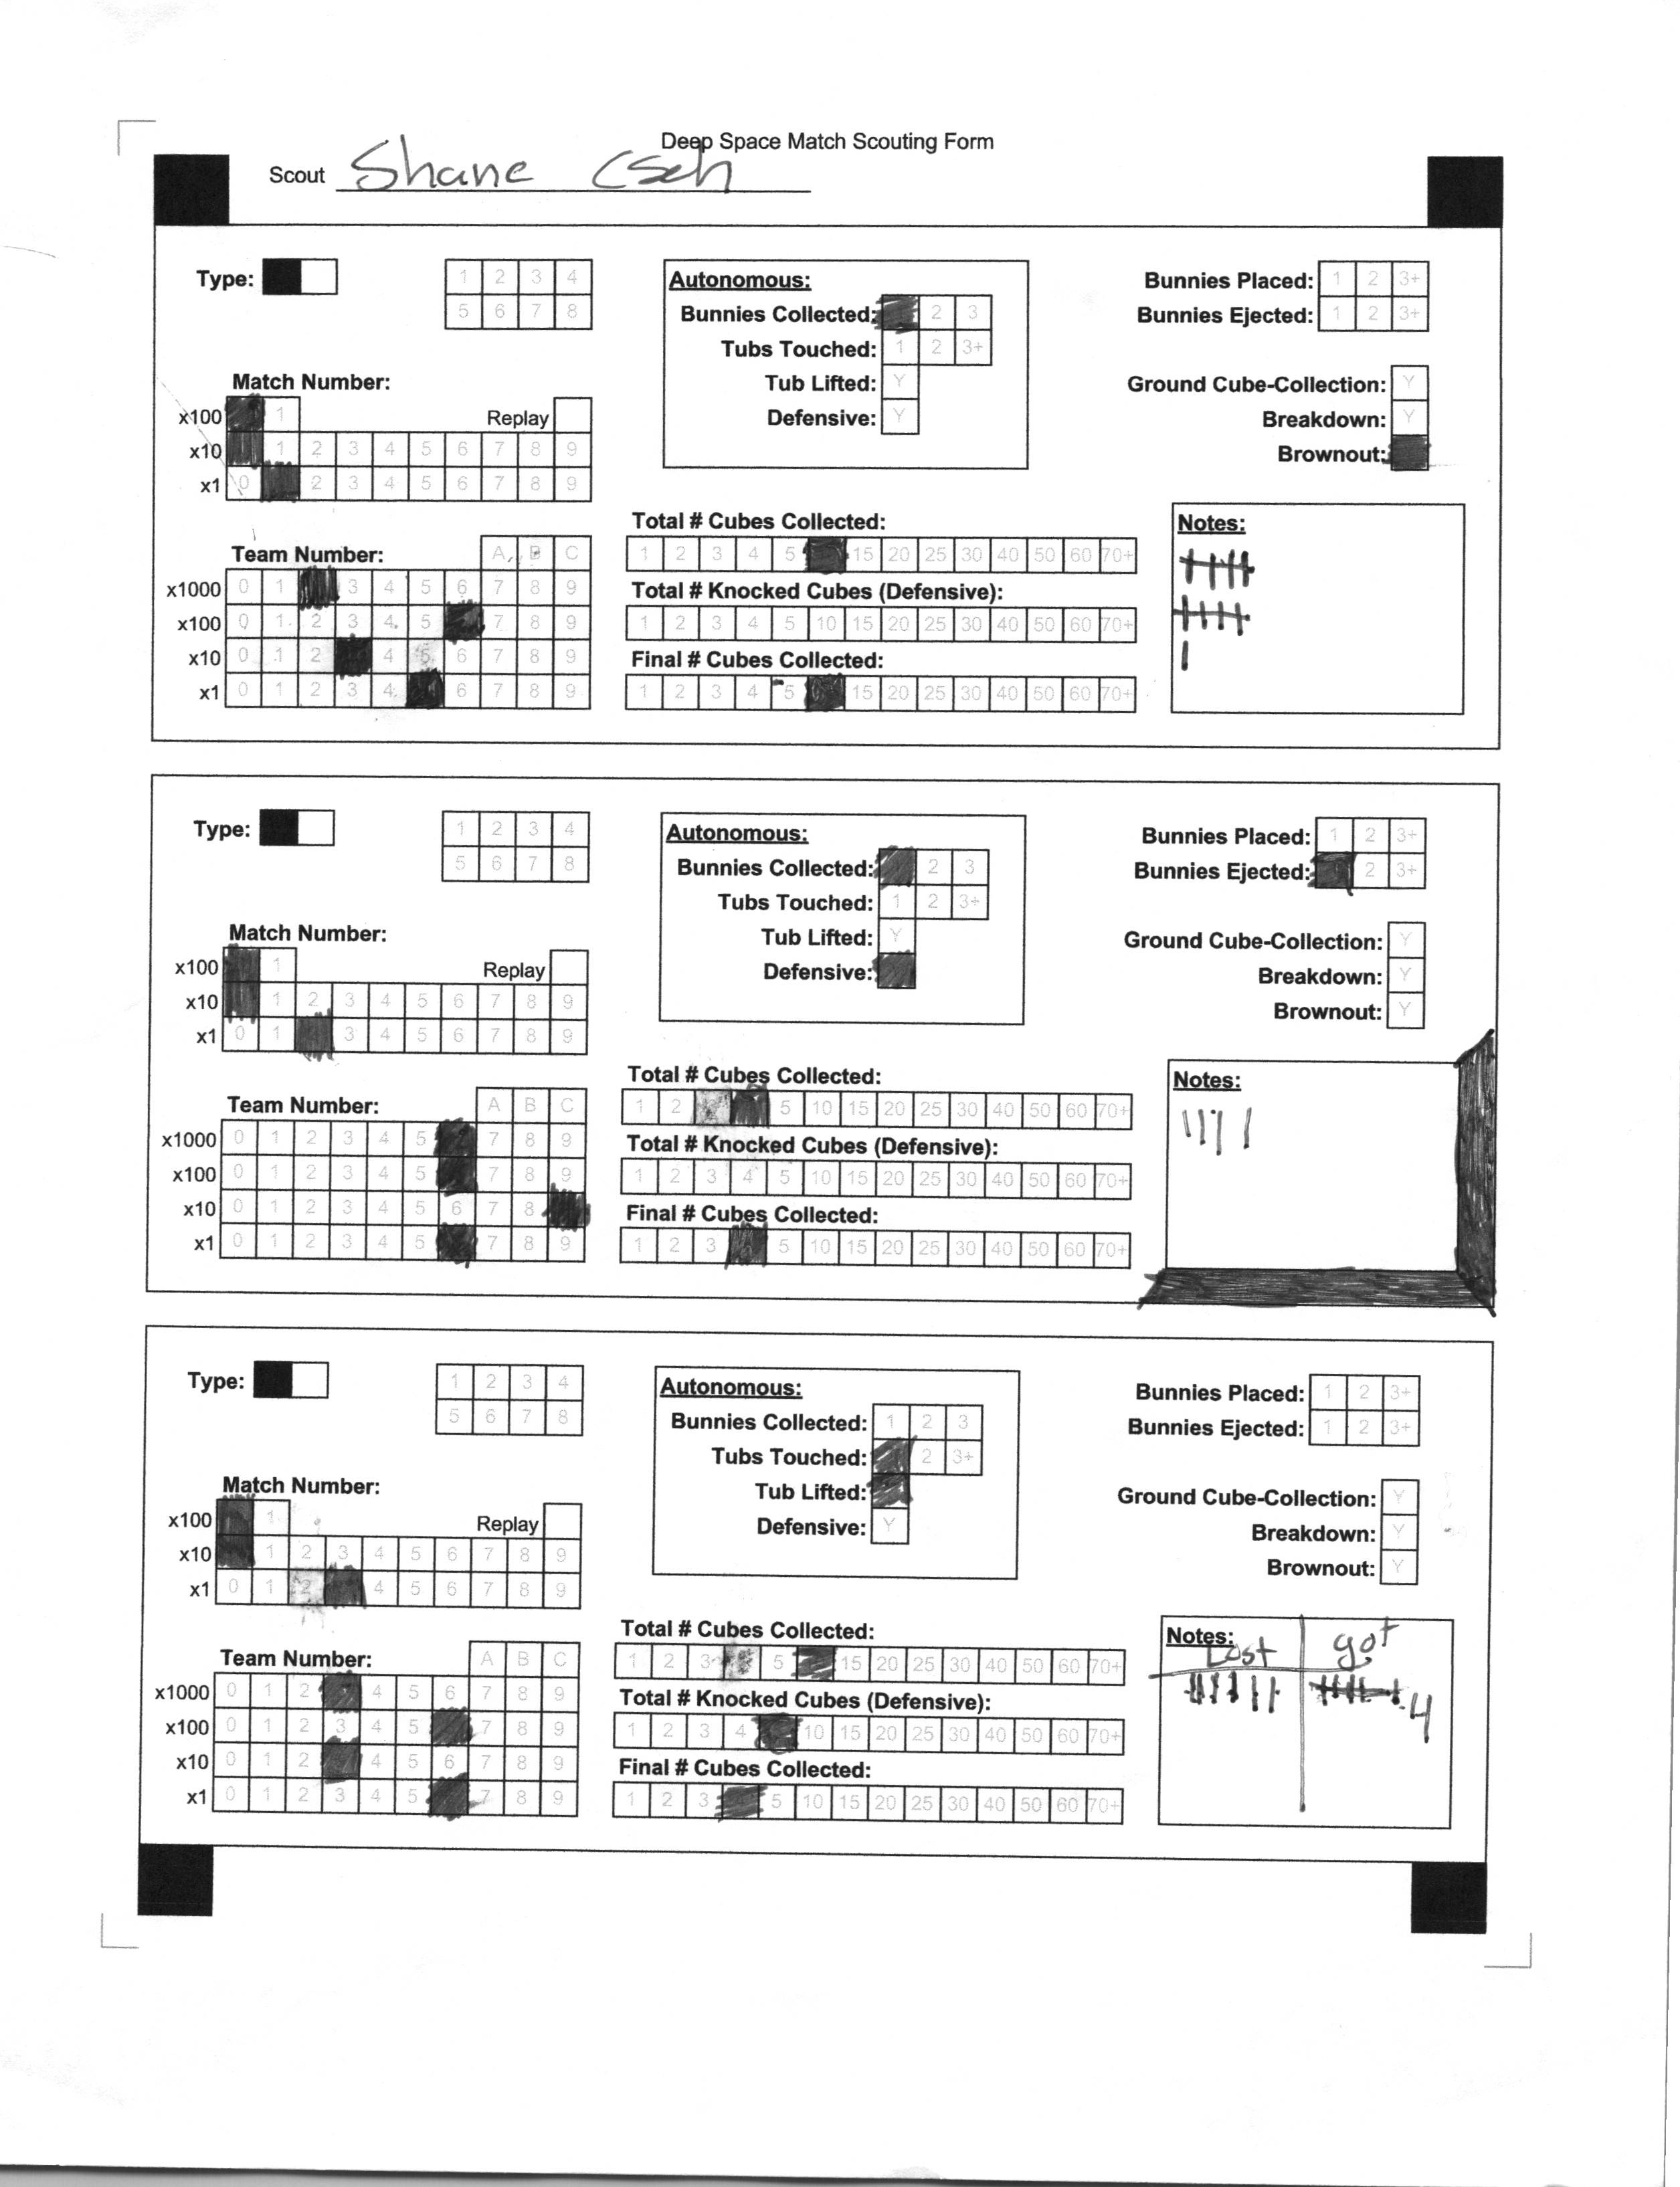 Deep Space Match Scouting Form
Scout Shane Cseh
Type:
1 2 3 4
5 6 7 8
Autonomous:
Bunnies Collected: 2 3
Tubs Touched: 1 2 3+
Tub Lifted: Y
Defensive: Y
Bunnies Placed: 1 2 3+
Bunnies Ejected: 1 2 3+
Ground Cube-Collection: Y
Breakdown: Y
Brownout:
Match Number:
x100 1 Replay
x10 1 2 3 4 5 6 7 8 9
x1 0 2 3 4 5 6 7 8 9
Team Number: A B C
x1000 0 1 3 4 5 6 7 8 9
x100 0 1 2 3 4 5 7 8 9
x10 0 1 2 4 5 6 7 8 9
x1 0 1 2 3 4 6 7 8 9
Total # Cubes Collected:
1 2 3 4 5 15 20 25 30 40 50 60 70+
Total # Knocked Cubes (Defensive):
1 2 3 4 5 10 15 20 25 30 40 50 60 70+
Final # Cubes Collected:
1 2 3 4 5 15 20 25 30 40 50 60 70+
Notes:
Type:
1 2 3 4
5 6 7 8
Autonomous:
Bunnies Collected: 2 3
Tubs Touched: 1 2 3+
Tub Lifted: Y
Defensive:
Bunnies Placed: 1 2 3+
Bunnies Ejected: 2 3+
Ground Cube-Collection: Y
Breakdown: Y
Brownout: Y
Match Number:
x100 1 Replay
x10 1 2 3 4 5 6 7 8 9
x1 0 1 3 4 5 6 7 8 9
Team Number: A B C
x1000 0 1 2 3 4 5 7 8 9
x100 0 1 2 3 4 5 7 8 9
x10 0 1 2 3 4 5 6 7 8
x1 0 1 2 3 4 5 7 8 9
Total # Cubes Collected:
1 2 5 10 15 20 25 30 40 50 60 70+
Total # Knocked Cubes (Defensive):
1 2 3 4 5 10 15 20 25 30 40 50 60 70+
Final # Cubes Collected:
1 2 3 5 10 15 20 25 30 40 50 60 70+
Notes:
Type:
1 2 3 4
5 6 7 8
Autonomous:
Bunnies Collected: 1 2 3
Tubs Touched: 2 3+
Tub Lifted:
Defensive: Y
Bunnies Placed: 1 2 3+
Bunnies Ejected: 1 2 3+
Ground Cube-Collection: Y
Breakdown: Y
Brownout: Y
Match Number:
x100 1 Replay
x10 1 2 3 4 5 6 7 8 9
x1 0 1 2 4 5 6 7 8 9
Team Number: A B C
x1000 0 1 2 4 5 6 7 8 9
x100 0 1 2 3 4 5 7 8 9
x10 0 1 2 4 5 6 7 8 9
x1 0 1 2 3 4 5 7 8 9
Total # Cubes Collected:
1 2 3 5 15 20 25 30 40 50 60 70+
Total # Knocked Cubes (Defensive):
1 2 3 4 10 15 20 25 30 40 50 60 70+
Final # Cubes Collected:
1 2 3 5 10 15 20 25 30 40 50 60 70+
Notes:
Lost got
4